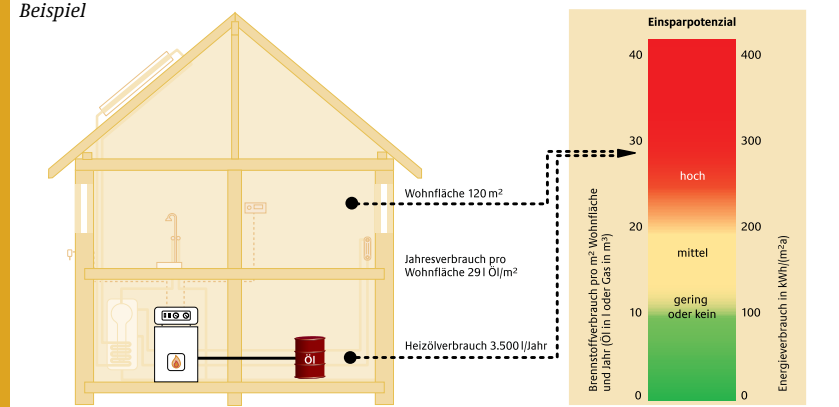 Beispiel
Einsparpotenzial
40
400
30
300
hoch
Wohnfläche 120 m²
20
200
Jahresverbrauch pro
Wohnfläche 29 l Öl/m²
mittel
gering
oder kein
10
100
Heizölverbrauch 3.500 l/Jahr
Öl
0
0
Brennstoffverbrauch pro m² Wohnfläche
und Jahr (Öl in l oder Gas in m³)
Energieverbrauch in kWh/(m²a)